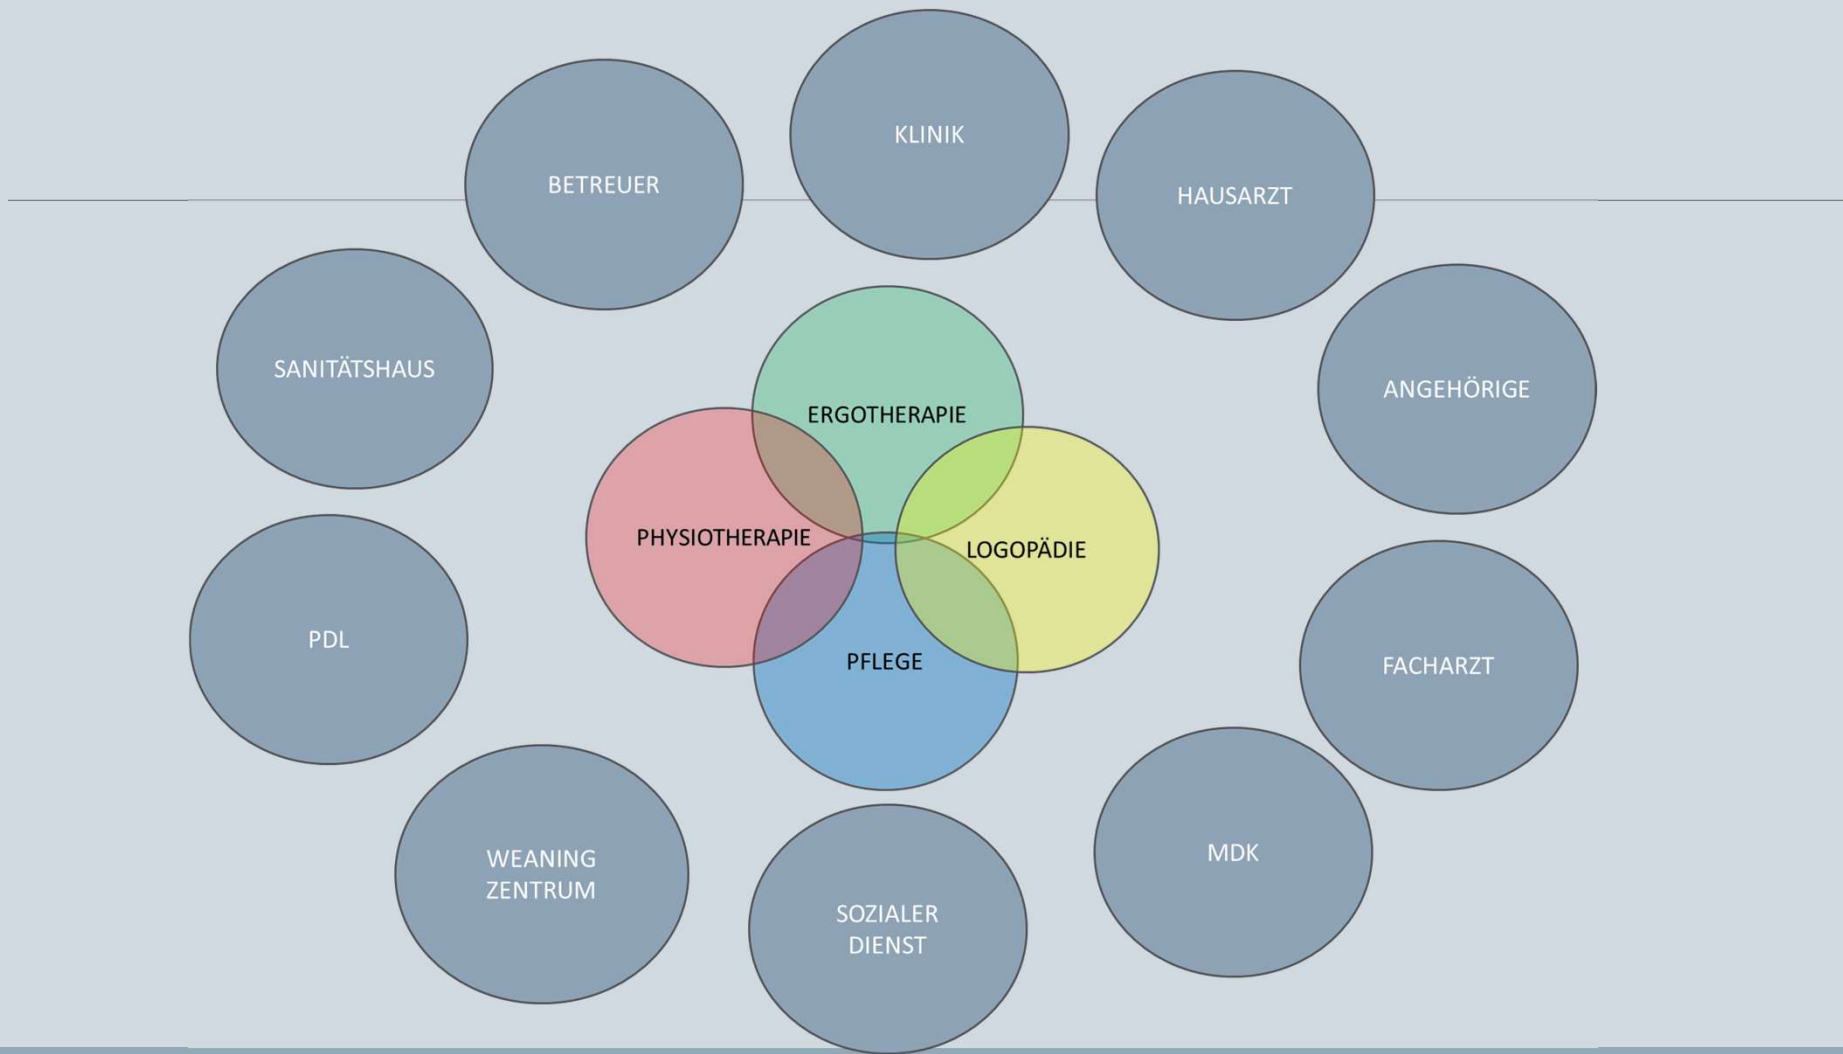 KLINIK
BETREUER
HAUSARZT
SANITÄTSHAUS
ANGEHÖRIGE
ERGOTHERAPIE
PHYSIOTHERAPIE
LOGOPÄDIE
PDL
PFLEGE
FACHARZT
MDK
WEANING
ZENTRUM
SOZIALER
DIENST